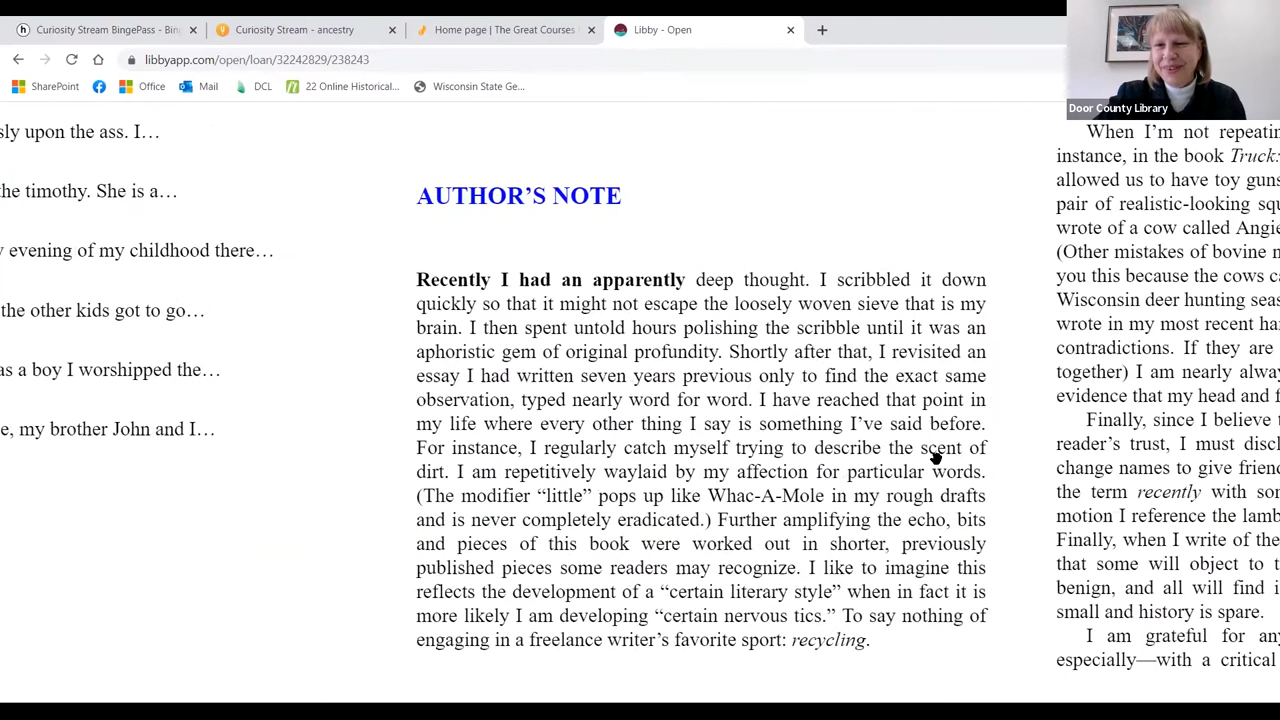 Curiosity Stream BingePass - Bin
Curiosity Stream - ancestry
Home page | The Great Courses
Libby - Open
libbyapp.com/open/loan/32242829/238243
SharePoint
Office
Mail
DCL
22 Online Historical...
Wisconsin State Ge...
Door County Library
sly upon the ass. I…
the timothy. She is a…
y evening of my childhood there…
the other kids got to go…
as a boy I worshipped the…
e, my brother John and I…
AUTHOR’S NOTE
Recently I had an apparently deep thought. I scribbled it down
quickly so that it might not escape the loosely woven sieve that is my
brain. I then spent untold hours polishing the scribble until it was an
aphoristic gem of original profundity. Shortly after that, I revisited an
essay I had written seven years previous only to find the exact same
observation, typed nearly word for word. I have reached that point in
my life where every other thing I say is something I’ve said before.
For instance, I regularly catch myself trying to describe the scent of
dirt. I am repetitively waylaid by my affection for particular words.
(The modifier “little” pops up like Whac-A-Mole in my rough drafts
and is never completely eradicated.) Further amplifying the echo, bits
and pieces of this book were worked out in shorter, previously
published pieces some readers may recognize. I like to imagine this
reflects the development of a “certain literary style” when in fact it is
more likely I am developing “certain nervous tics.” To say nothing of
engaging in a freelance writer’s favorite sport: recycling.
When I’m not repeatin
instance, in the book Truck:
allowed us to have toy guns
pair of realistic-looking squ
wrote of a cow called Angie
(Other mistakes of bovine n
you this because the cows ca
Wisconsin deer hunting seas
wrote in my most recent har
contradictions. If they are
together) I am nearly alway
evidence that my head and f
Finally, since I believe t
reader’s trust, I must discl
change names to give friend
the term recently with som
motion I reference the lamb
Finally, when I write of the
that some will object to t
benign, and all will find i
small and history is spare.
I am grateful for any
especially—with a critical